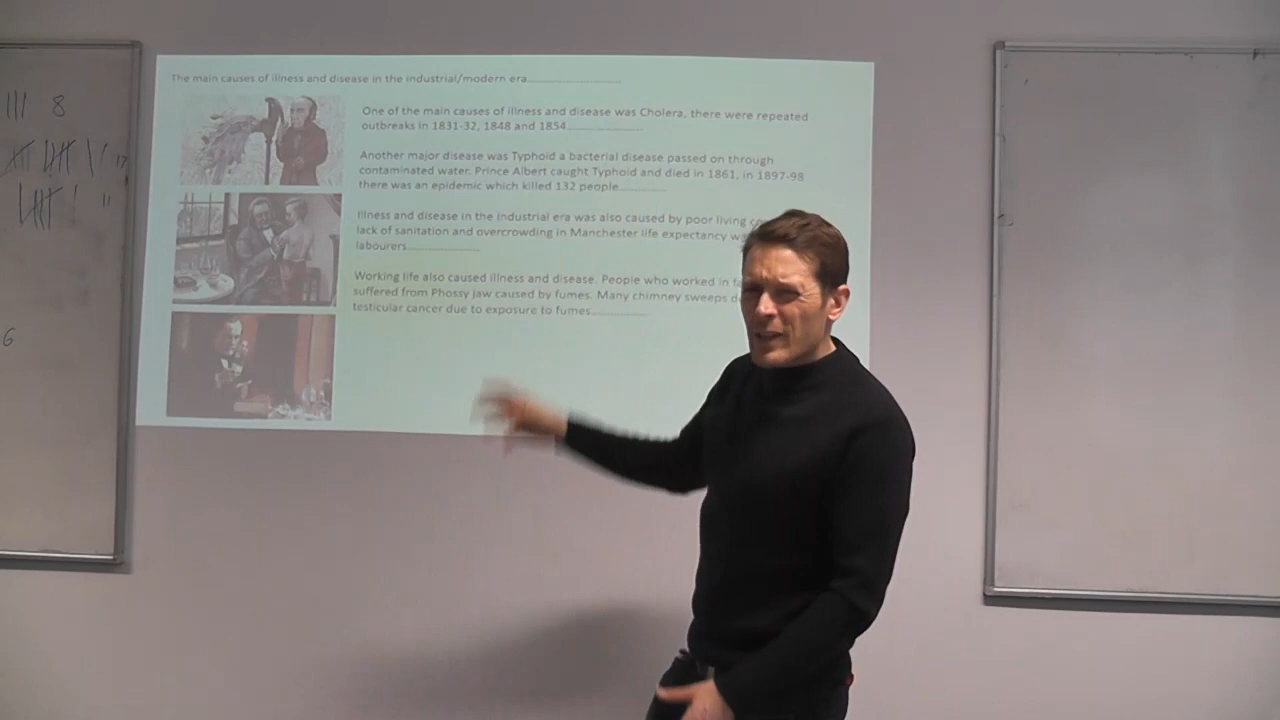 ||| 8
17
11
6
The main causes of illness and disease in the industrial/modern era..............................
One of the main causes of illness and disease was Cholera, there were repeated
outbreaks in 1831-32, 1848 and 1854.........................
Another major disease was Typhoid a bacterial disease passed on through
contaminated water. Prince Albert caught Typhoid and died in 1861, in 1897-98
there was an epidemic which killed 132 people...............
Illness and disease in the Industrial era was also caused by poor living
lack of sanitation and overcrowding in Manchester life expectancy
labourers........................
Working life also caused illness and disease. People who worked in
suffered from Phossy jaw caused by fumes. Many chimney sweeps
testicular cancer due to exposure to fumes..................